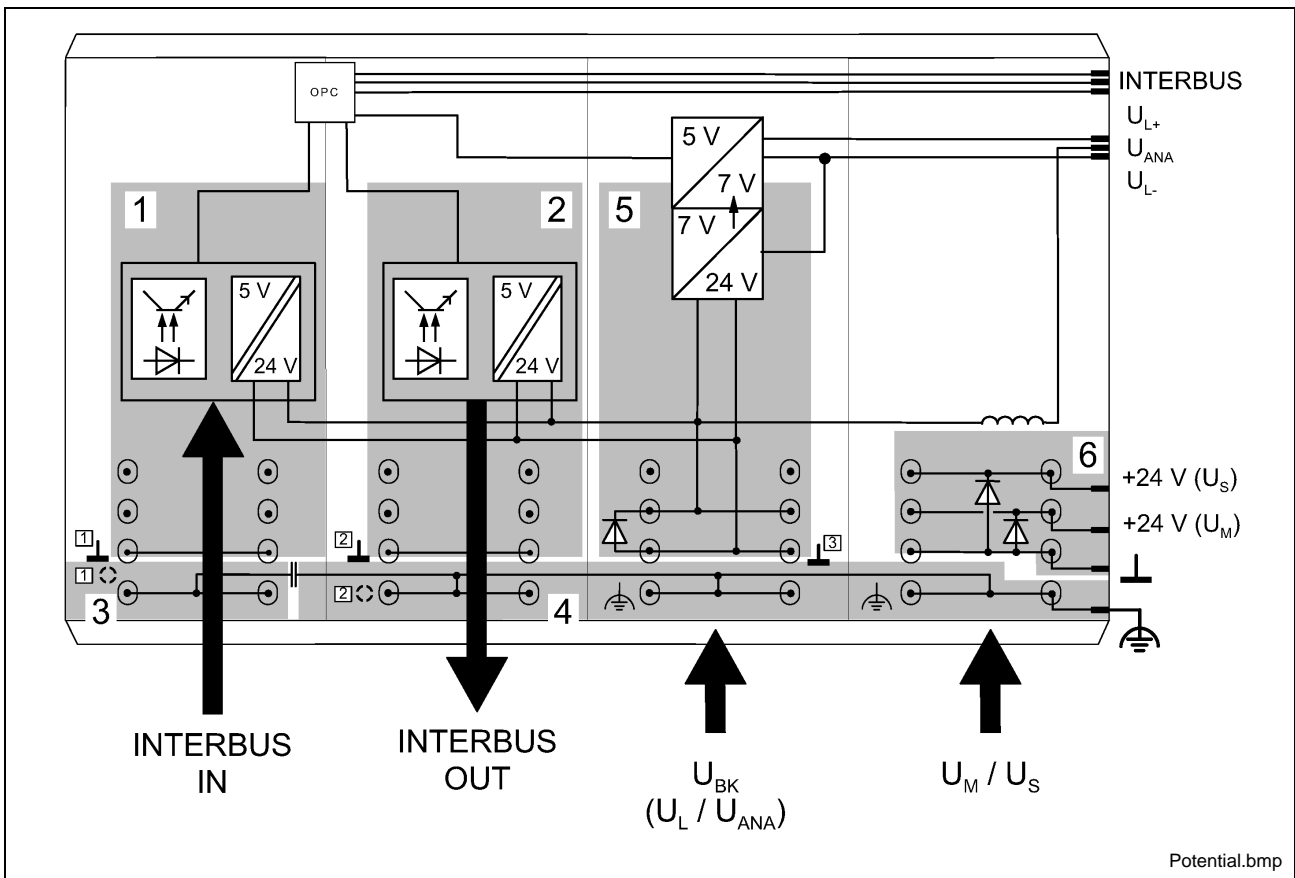 OPC
INTERBUS
U_L+
U_ANA
U_L-
5 V
7 V
7 V
24 V
1
2
5
5 V
24 V
5 V
24 V
6
+24 V (U_S)
+24 V (U_M)
1
2
3
1
2
3
4
INTERBUS
IN
INTERBUS
OUT
U_BK
(U_L / U_ANA)
U_M / U_S
Potential.bmp